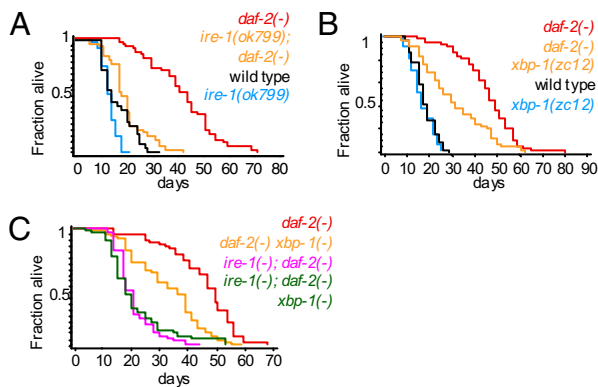 A
daf-2(-)
ire-1(ok799);
daf-2(-)
wild type
ire-1(ok799)
Fraction alive
1
0.5
0 10 20 30 40 50 60 70 80
days
B
daf-2(-)
daf-2(-)
xbp-1(zc12)
wild type
xbp-1(zc12)
Fraction alive
1
0.5
0 10 20 30 40 50 60 70 80 90
days
C
daf-2(-)
daf-2(-) xbp-1(-)
ire-1(-); daf-2(-)
ire-1(-); daf-2(-)
xbp-1(-)
Fraction alive
1
0.5
0 10 20 30 40 50 60 70
days